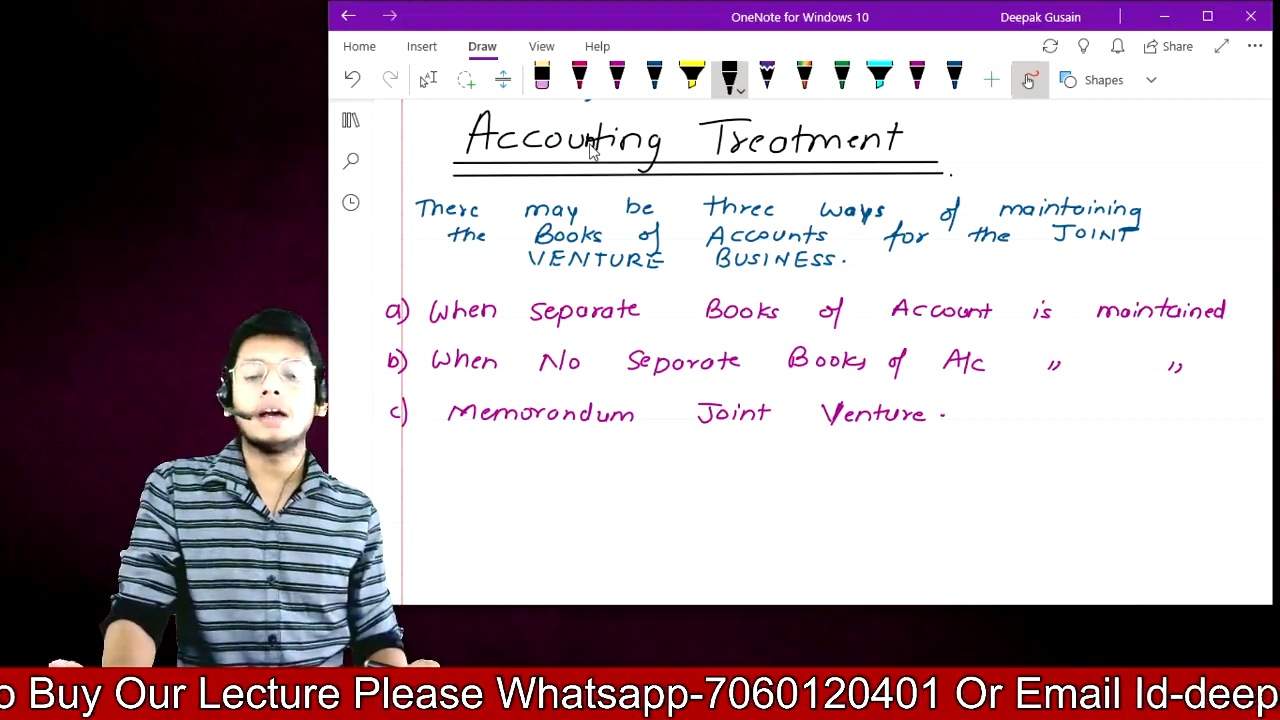 OneNote for Windows 10
Deepak Gusain
Home Insert Draw View Help
Share
Shapes
Accounting Treatment
There may be three ways of maintaining
the Books of Accounts for the JOINT
VENTURE BUSINESS.
a) When Separate Books of Account is maintained
b) When No Separate Books of A/c " "
c) Memorandum Joint Venture.
o Buy Our Lecture Please Whatsapp-7060120401 Or Email Id-deep